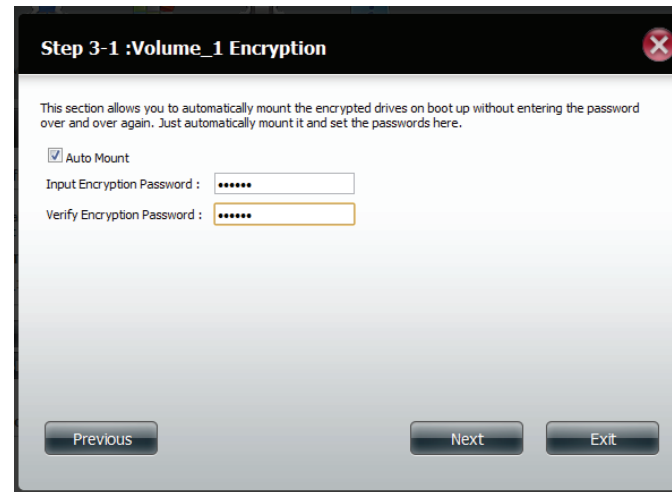 Step 3-1 :Volume_1 Encryption
This section allows you to automatically mount the encrypted drives on boot up without entering the password
over and over again. Just automatically mount it and set the passwords here.
Auto Mount
Input Encryption Password : ••••••
Verify Encryption Password : ••••••
Previous Next Exit